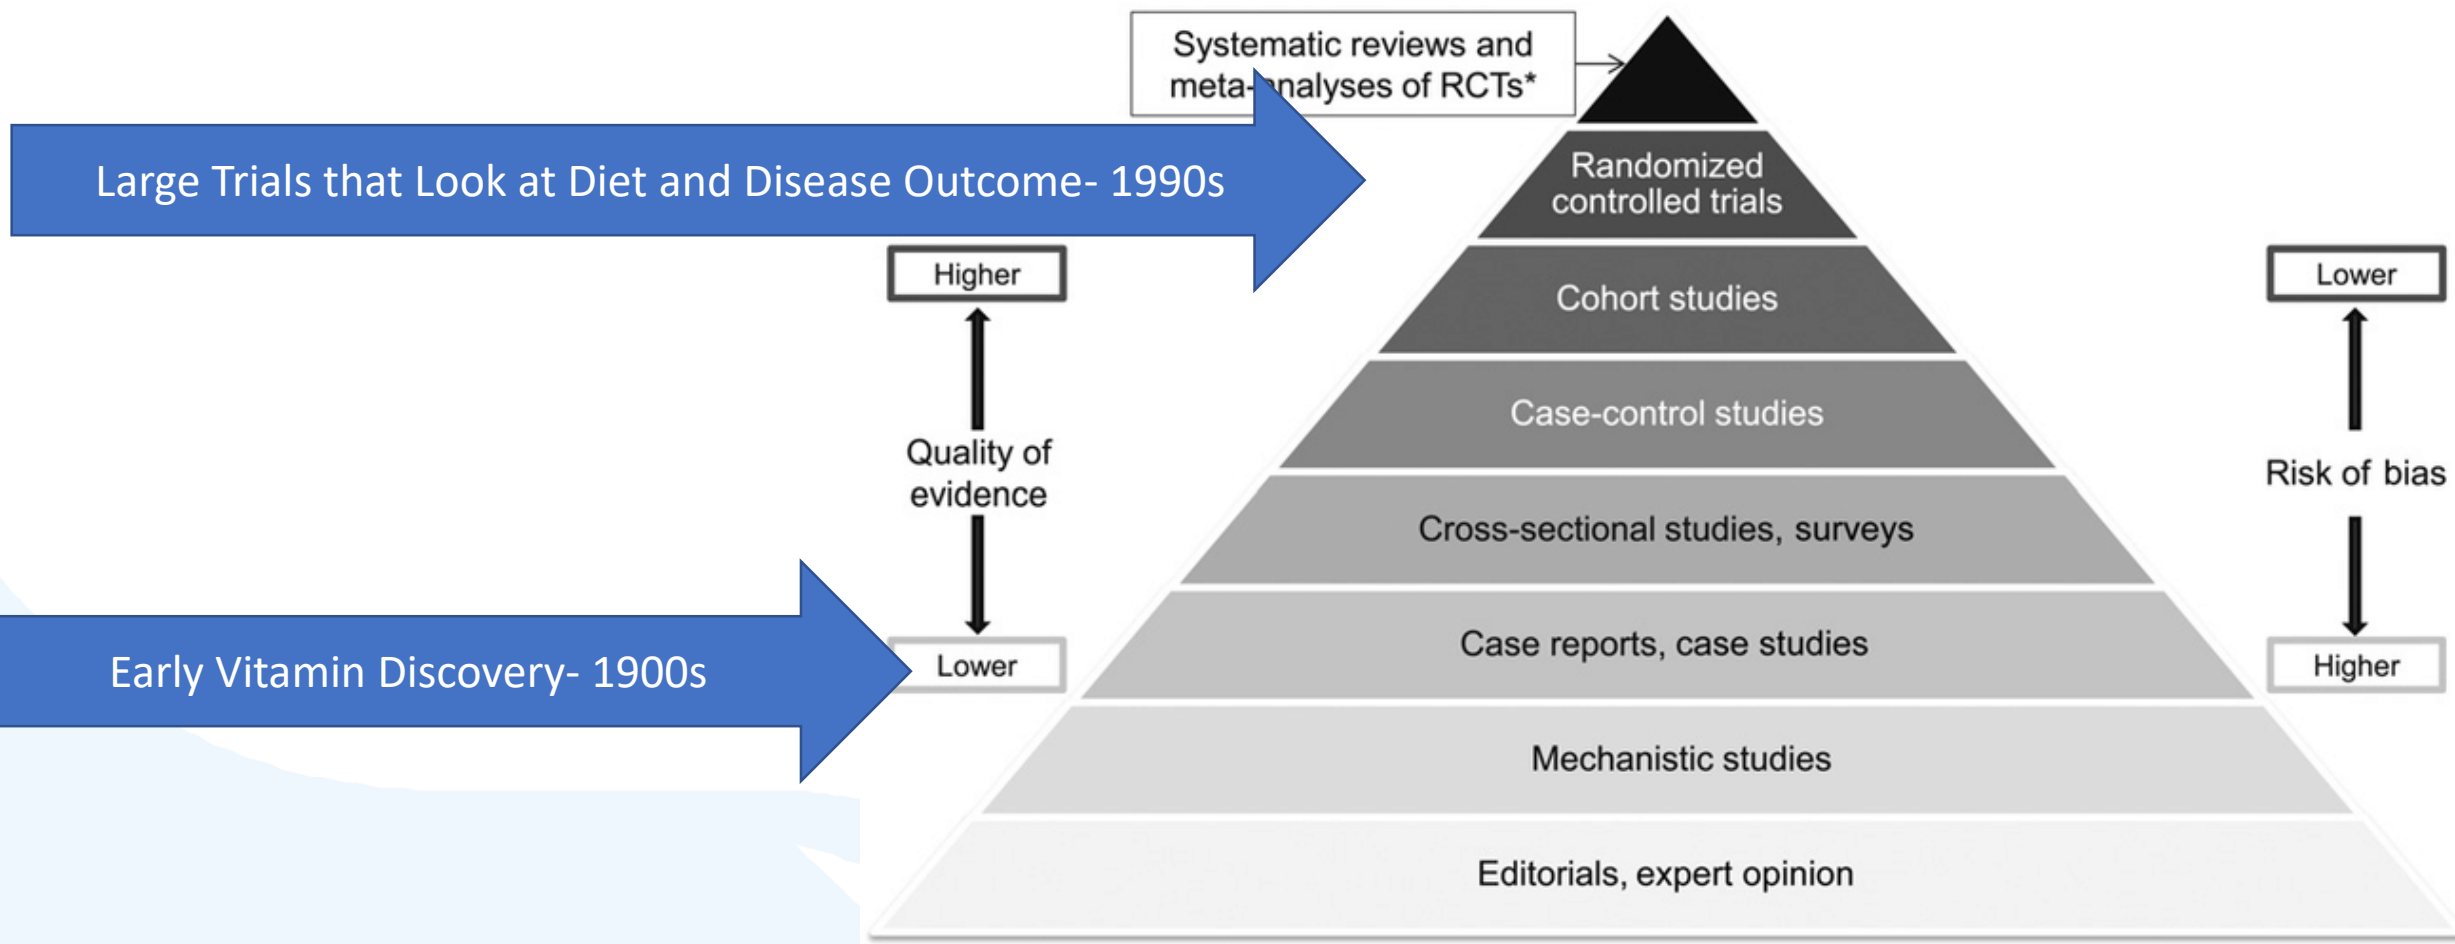 Systematic reviews and
meta-analyses of RCTs*
Large Trials that Look at Diet and Disease Outcome- 1990s
Randomized
controlled trials
Higher
Lower
Cohort studies
Case-control studies
Quality of
evidence
Risk of bias
Cross-sectional studies, surveys
Early Vitamin Discovery- 1900s
Lower
Case reports, case studies
Higher
Mechanistic studies
Editorials, expert opinion